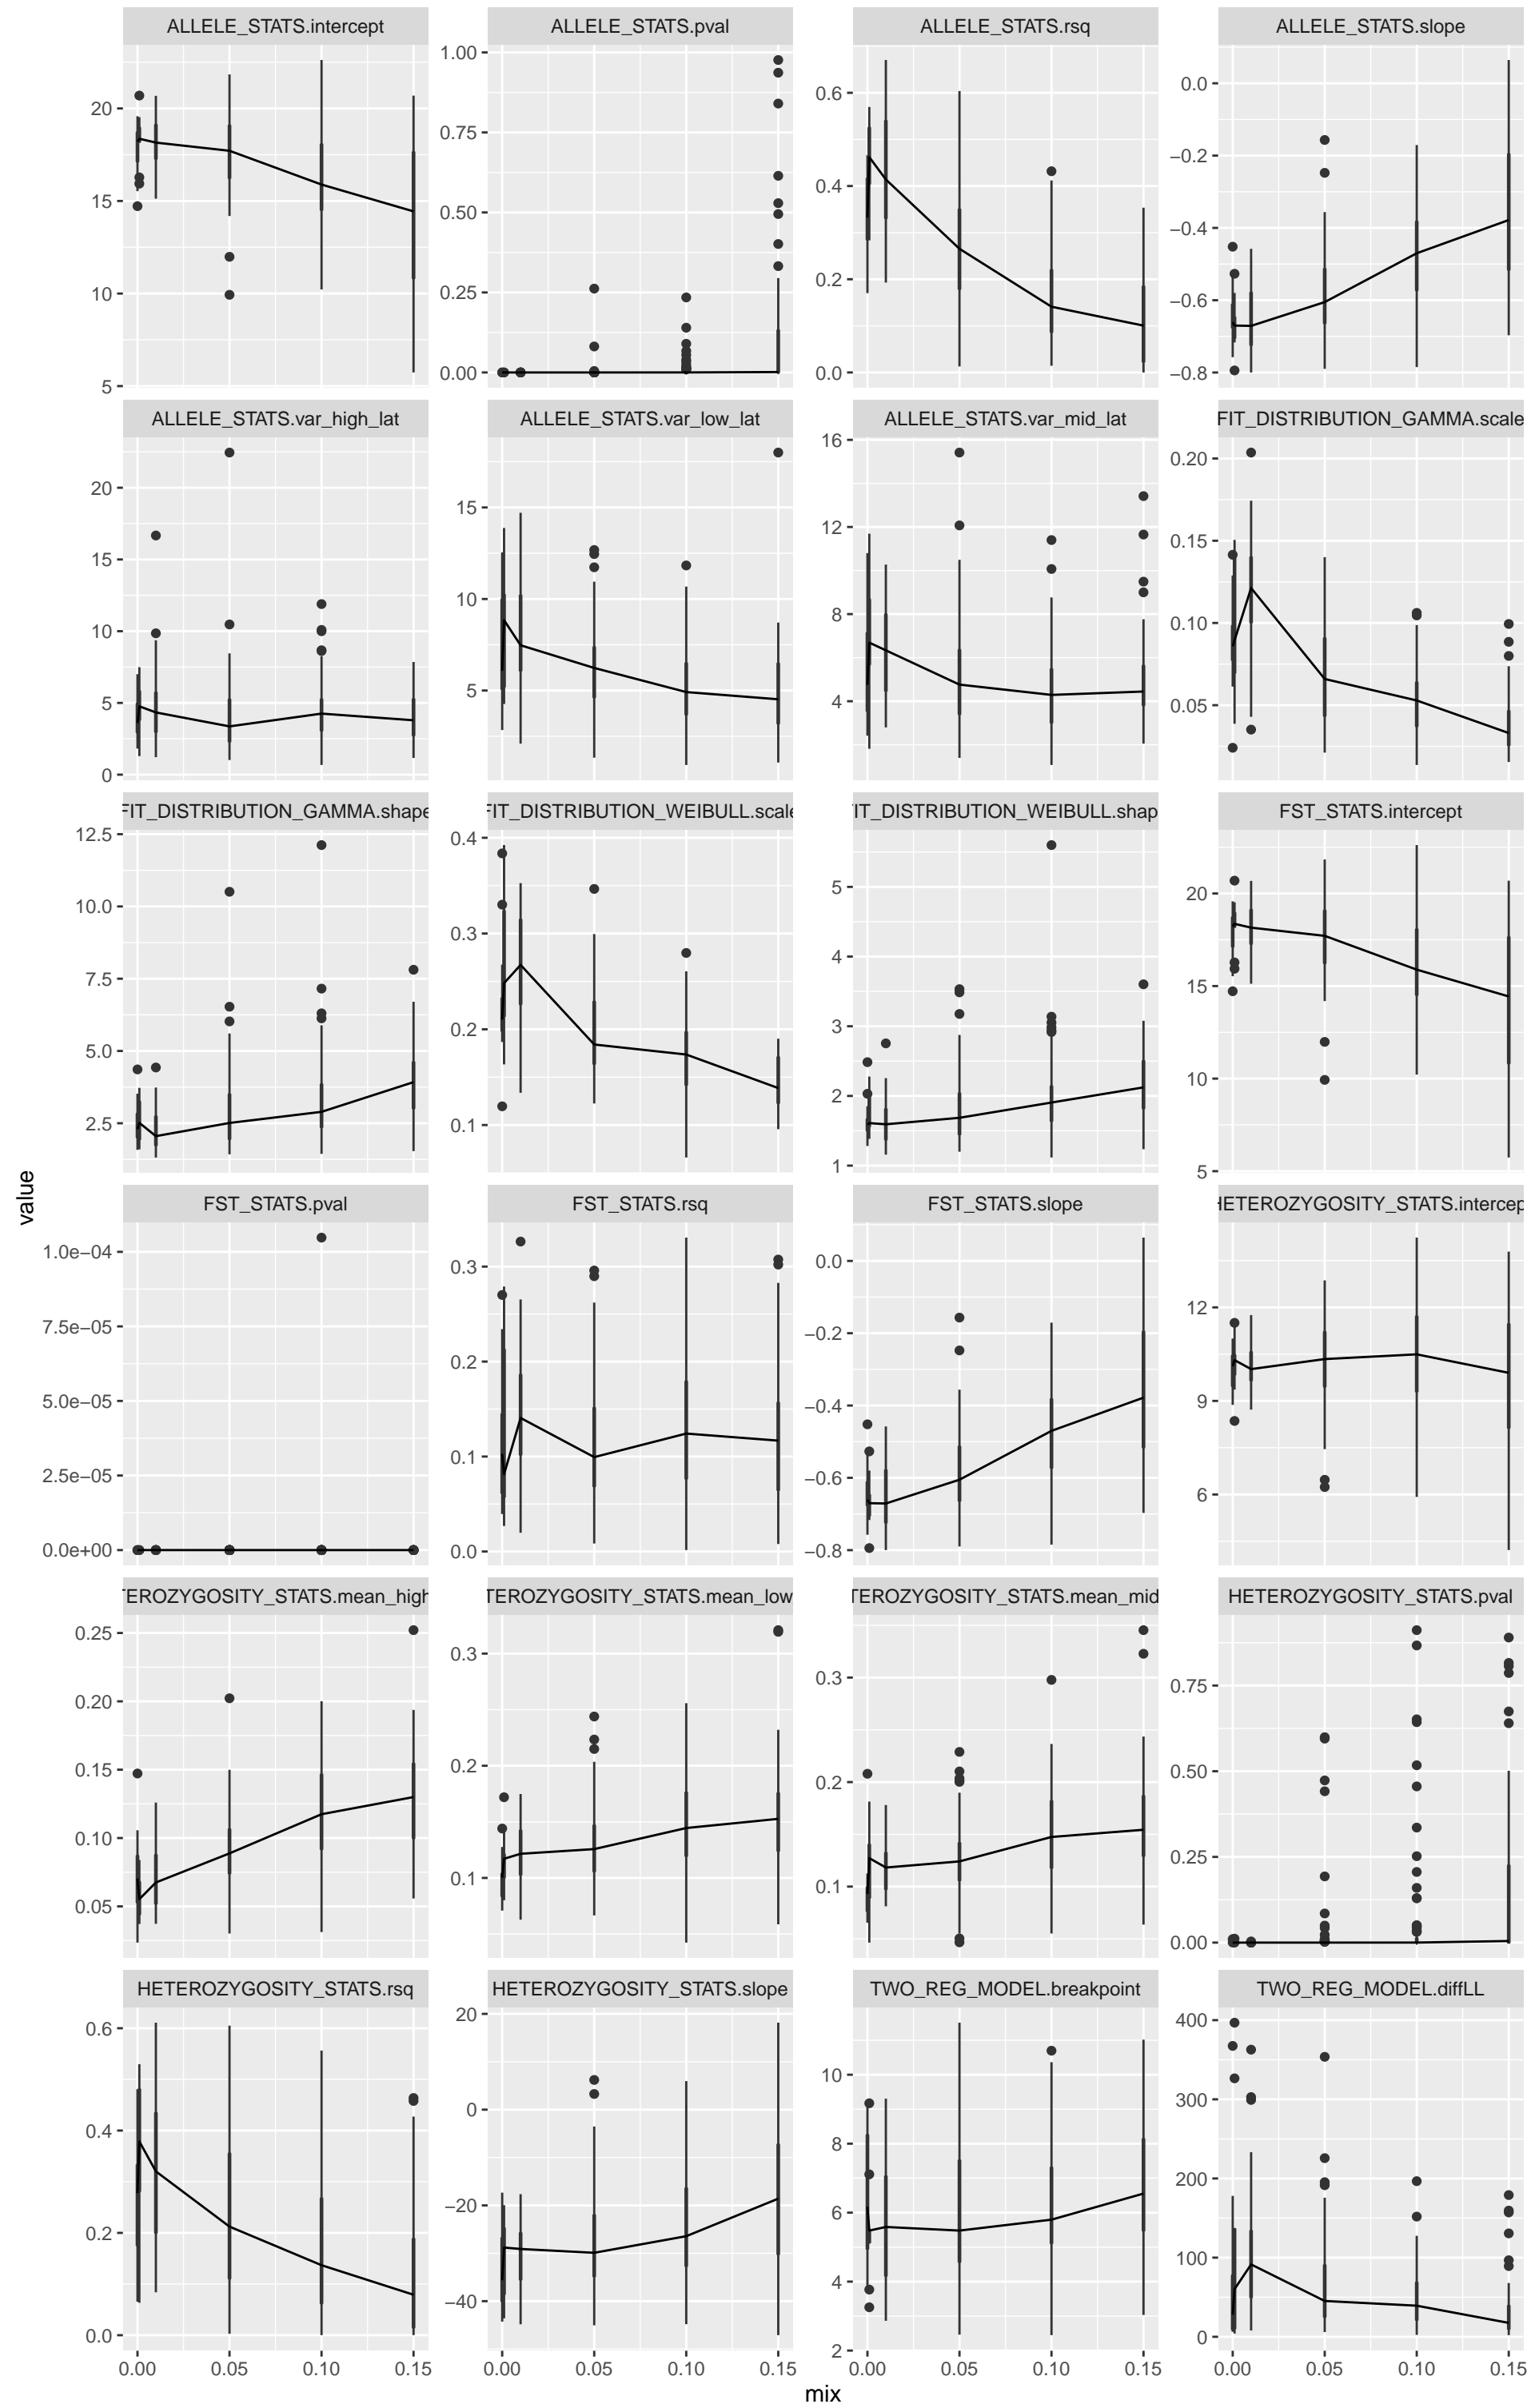 ALLELE_STATS.intercept ALLELE_STATS.pval ALLELE_STATS.rsq ALLELE_STATS.slope
20 15 10 5
1.00 0.75 0.50 0.25 0.00
0.6 0.4 0.2 0.0
0.0 −0.2 −0.4 −0.6 −0.8
ALLELE_STATS.var_high_lat ALLELE_STATS.var_low_lat ALLELE_STATS.var_mid_lat FIT_DISTRIBUTION_GAMMA.scale
20 15 10 5 0
15 10 5
16 12 8 4
0.20 0.15 0.10 0.05
FIT_DISTRIBUTION_GAMMA.shape FIT_DISTRIBUTION_WEIBULL.scale IT_DISTRIBUTION_WEIBULL.shap FST_STATS.intercept
12.5 10.0 7.5 5.0 2.5
0.4 0.3 0.2 0.1
5 4 3 2 1
20 15 10 5
value
FST_STATS.pval FST_STATS.rsq FST_STATS.slope HETEROZYGOSITY_STATS.intercep
1.0e−04 7.5e−05 5.0e−05 2.5e−05 0.0e+00
0.3 0.2 0.1 0.0
0.0 −0.2 −0.4 −0.6 −0.8
12 9 6
TEROZYGOSITY_STATS.mean_high TEROZYGOSITY_STATS.mean_low TEROZYGOSITY_STATS.mean_mid HETEROZYGOSITY_STATS.pval
0.25 0.20 0.15 0.10 0.05
0.3 0.2 0.1
0.3 0.2 0.1
0.75 0.50 0.25 0.00
HETEROZYGOSITY_STATS.rsq HETEROZYGOSITY_STATS.slope TWO_REG_MODEL.breakpoint TWO_REG_MODEL.diffLL
0.6 0.4 0.2 0.0
20 0 −20 −40
10 8 6 4 2
400 300 200 100 0
0.00 0.05 0.10 0.15 0.00 0.05 0.10 0.15 0.00 0.05 0.10 0.15 0.00 0.05 0.10 0.15
mix